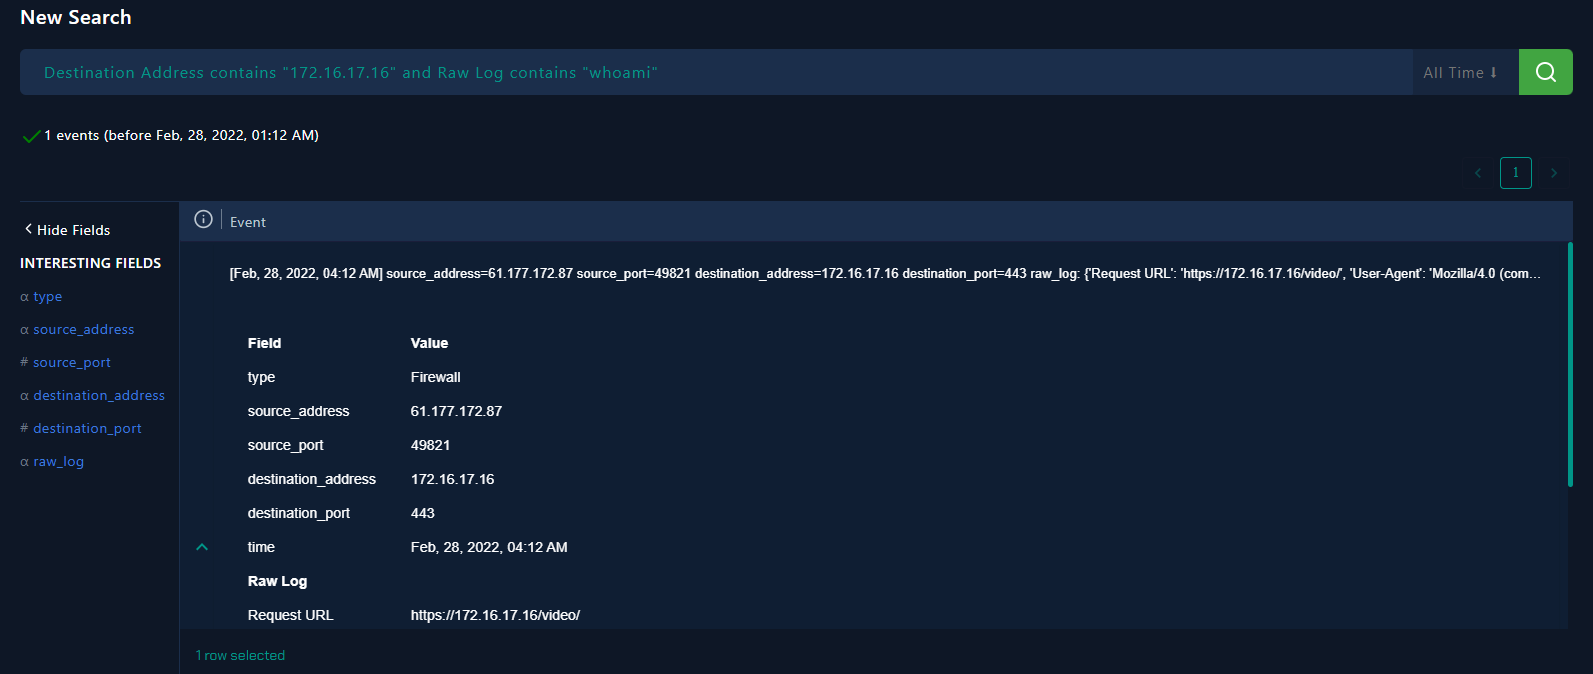 New Search
Destination Address contains "172.16.17.16" and Raw Log contains "whoami"
All Time
1 events (before Feb, 28, 2022, 01:12 AM)
1
Hide Fields
INTERESTING FIELDS
α type
α source_address
# source_port
α destination_address
# destination_port
α raw_log
Event
[Feb, 28, 2022, 04:12 AM] source_address=61.177.172.87 source_port=49821 destination_address=172.16.17.16 destination_port=443 raw_log: {'Request URL': 'https://172.16.17.16/video/', 'User-Agent': 'Mozilla/4.0 (com...
Field Value
type Firewall
source_address 61.177.172.87
source_port 49821
destination_address 172.16.17.16
destination_port 443
time Feb, 28, 2022, 04:12 AM
Raw Log
Request URL https://172.16.17.16/video/
1 row selected